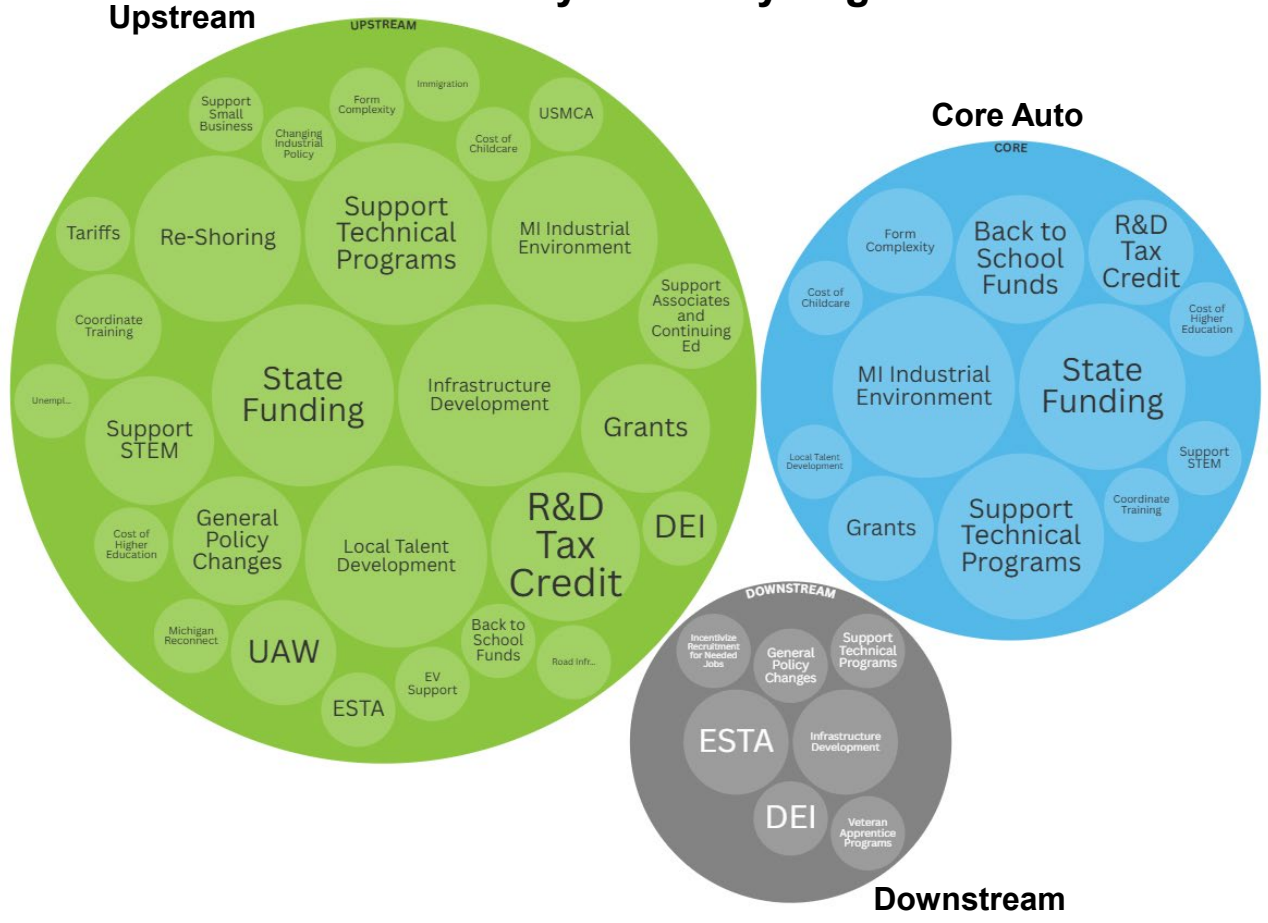 Upstream
UPSTREAM
Support
Small
Business
Changing
Industrial
Policy
Form
Complexity
Immigration
Cost of
Childcare
USMCA
Tariffs
Re-Shoring
Support
Technical
Programs
MI Industrial
Environment
Coordinate
Training
Support
Associates
and
Continuing
Ed
Unempl...
State
Funding
Infrastructure
Development
Support
STEM
Grants
Cost of
Higher
Education
General
Policy
Changes
Local Talent
Development
R&D
Tax
Credit
DEI
Michigan
Reconnect
UAW
ESTA
EV
Support
Back to
School
Funds
Road Infr...
Core Auto
CORE
Form
Complexity
Back to
School
Funds
R&D
Tax
Credit
Cost of
Childcare
Cost of
Higher
Education
MI Industrial
Environment
State
Funding
Local Talent
Development
Support
STEM
Grants
Support
Technical
Programs
Coordinate
Training
DOWNSTREAM
Incentivize
Recruitment
for Needed
Jobs
General
Policy
Changes
Support
Technical
Programs
ESTA
Infrastructure
Development
DEI
Veteran
Apprentice
Programs
Downstream